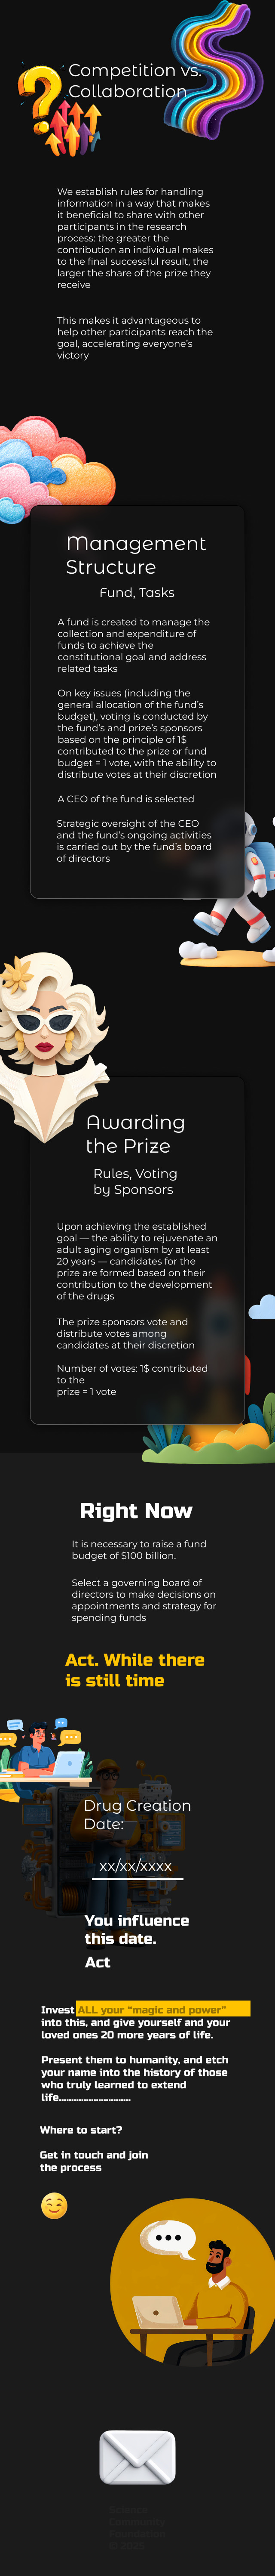 Competition vs.
Collaboration
We establish rules for handling
information in a way that makes
it beneficial to share with other
participants in the research
process: the greater the
contribution an individual makes
to the final successful result, the
larger the share of the prize they
receive
This makes it advantageous to
help other participants reach the
goal, accelerating everyone's
victory
Management
Structure
Fund, Tasks
A fund is created to manage the
collection and expenditure of
funds to achieve the
constitutional goal and address
related tasks
On key issues (including the
general allocation of the fund's
budget), voting is conducted by
the fund's and prize's sponsors
based on the principle of 1$
contributed to the prize or fund
budget = 1 vote, with the ability to
distribute votes at their discretion
A CEO of the fund is selected
Strategic oversight of the CEO
and the fund's ongoing activities
is carried out by the fund's board
of directors
Awarding
the Prize
Rules, Voting
by Sponsors
Upon achieving the established
goal — the ability to rejuvenate an
adult aging organism by at least
20 years — candidates for the
prize are formed based on their
contribution to the development
of the drugs
The prize sponsors vote and
distribute votes among
candidates at their discretion
Number of votes: 1$ contributed
to the
prize = 1 vote
Right Now
It is necessary to raise a fund
budget of $100 billion.
Select a governing board of
directors to make decisions on
appointments and strategy for
spending funds
Act. While there
is still time
Drug Creation
Date:
xx/xx/xxxx
You influence
this date.
Act
Invest ALL your “magic and power”
into this, and give yourself and your
loved ones 20 more years of life.
Present them to humanity, and etch
your name into the history of those
who truly learned to extend
life.............................
Where to start?
Get in touch and join
the process